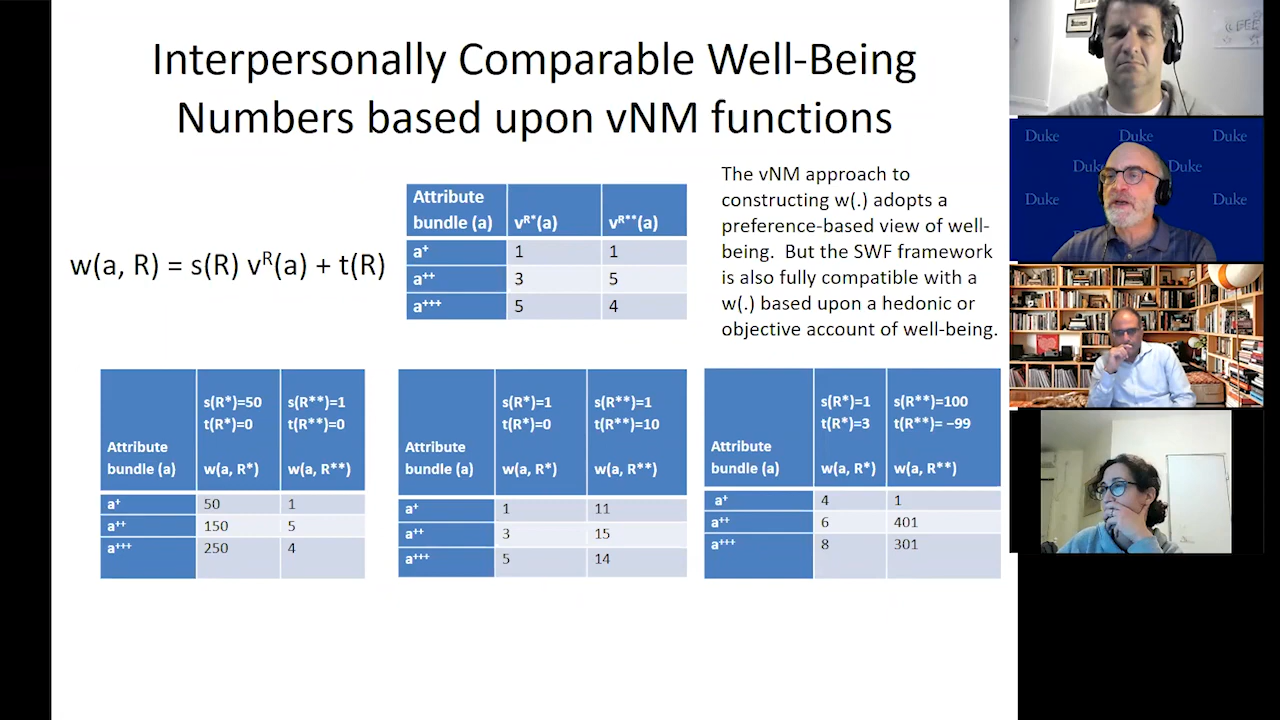 Interpersonally Comparable Well-Being
Numbers based upon vNM functions
w(a, R) = s(R) vᴿ(a) + t(R)
Attribute bundle (a) vᴿ*(a) vᴿ**(a)
a⁺ 1 1
a⁺⁺ 3 5
a⁺⁺⁺ 5 4
The vNM approach to
constructing w(.) adopts a
preference-based view of well-
being. But the SWF framework
is also fully compatible with a
w(.) based upon a hedonic or
objective account of well-being.
s(R*)=50 s(R**)=1
t(R*)=0 t(R**)=0
Attribute
bundle (a) w(a, R*) w(a, R**)
a⁺ 50 1
a⁺⁺ 150 5
a⁺⁺⁺ 250 4
s(R*)=1 s(R**)=1
t(R*)=0 t(R**)=10
Attribute
bundle (a) w(a, R*) w(a, R**)
a⁺ 1 11
a⁺⁺ 3 15
a⁺⁺⁺ 5 14
s(R*)=1 s(R**)=100
t(R*)=3 t(R**)= −99
Attribute
bundle (a) w(a, R*) w(a, R**)
a⁺ 4 1
a⁺⁺ 6 401
a⁺⁺⁺ 8 301
Duke Duke Duke
Duke Duke
Duke Duke